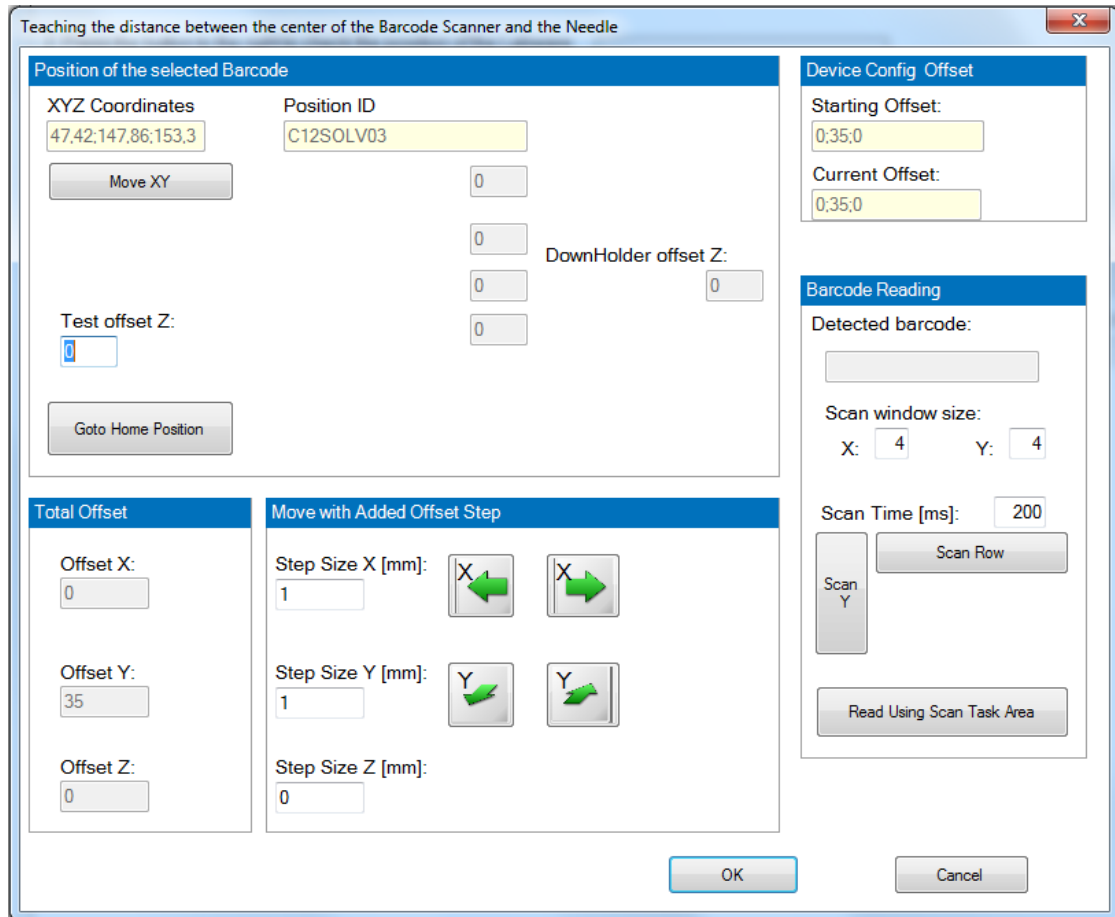 Teaching the distance between the center of the Barcode Scanner and the Needle
X
Position of the selected Barcode
XYZ Coordinates
Position ID
47,42;147,86;153,3
C12SOLV03
Move XY
0
0
DownHolder offset Z:
0
0
Test offset Z:
0
0
Goto Home Position
Device Config Offset
Starting Offset:
0;35;0
Current Offset:
0;35;0
Barcode Reading
Detected barcode:
Scan window size:
X: 4 Y: 4
Scan Time [ms]: 200
Scan Y
Scan Row
Read Using Scan Task Area
Total Offset
Offset X:
0
Offset Y:
35
Offset Z:
0
Move with Added Offset Step
Step Size X [mm]:
1
X
X
Step Size Y [mm]:
1
Y
Y
Step Size Z [mm]:
0
OK
Cancel